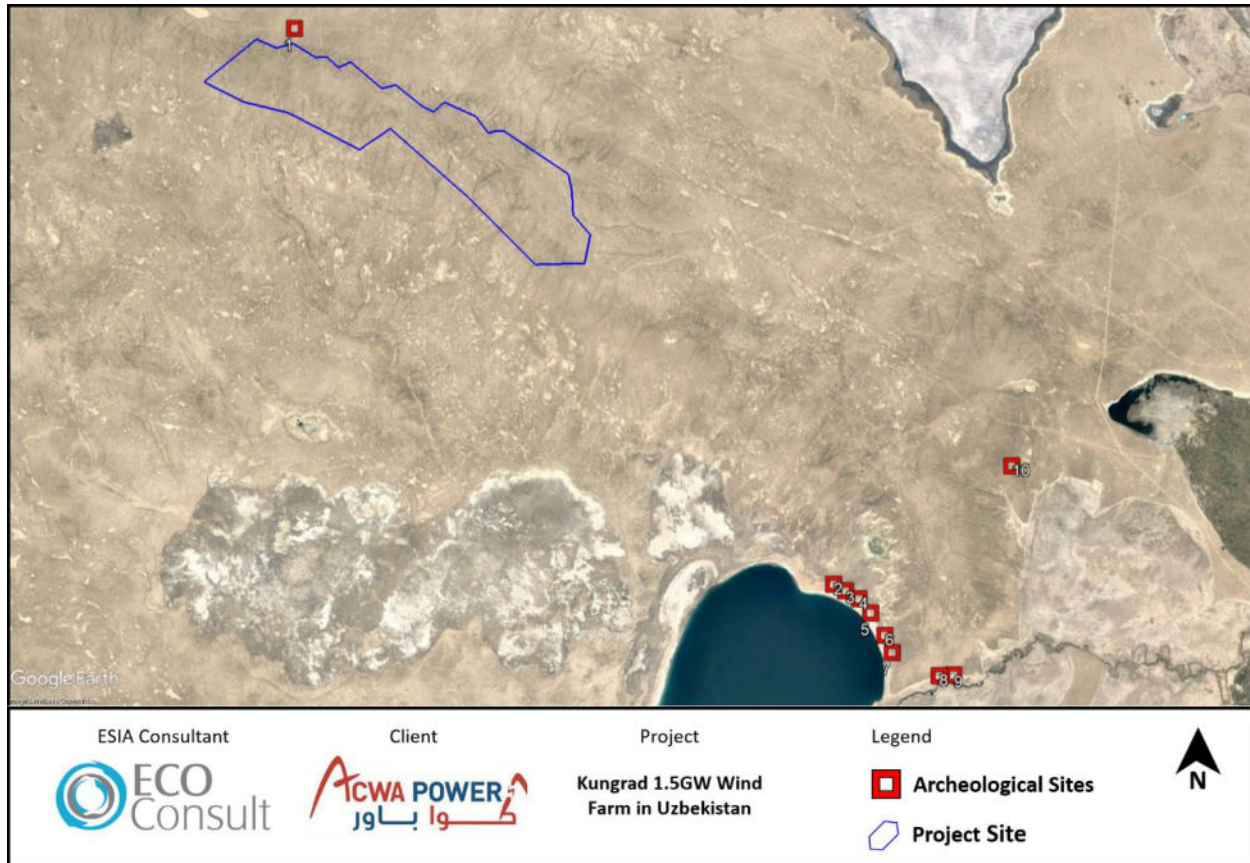 1
10
2
3
4
5
6
7
8
9
Google Earth
ESIA Consultant
Client
Project
Legend
ECO
Consult
ACWA POWER
أكوا باور
Kungrad 1.5GW Wind
Farm in Uzbekistan
Archeological Sites
Project Site
N